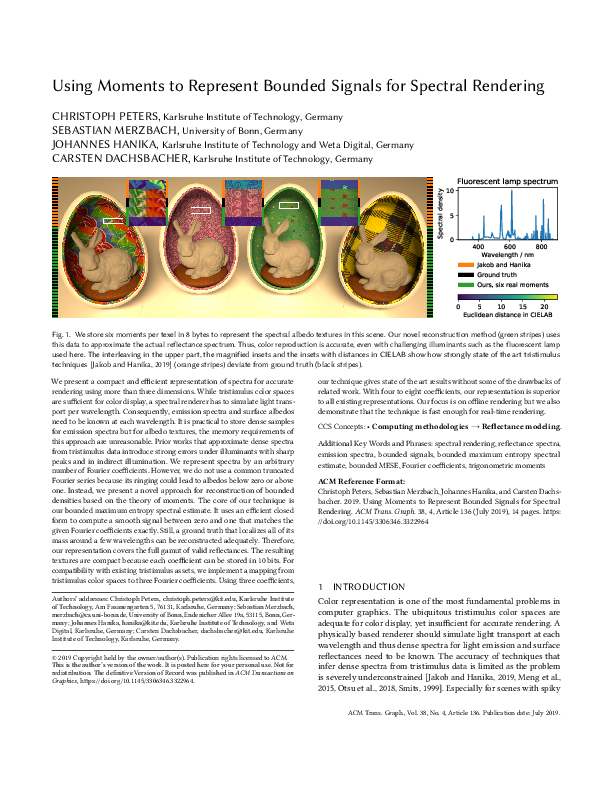 Using Moments to Represent Bounded Signals for Spectral Rendering
CHRISTOPH PETERS, Karlsruhe Institute of Technology, Germany
SEBASTIAN MERZBACH, University of Bonn, Germany
JOHANNES HANIKA, Karlsruhe Institute of Technology and Weta Digital, Germany
CARSTEN DACHSBACHER, Karlsruhe Institute of Technology, Germany
Fluorescent lamp spectrum
Spectral density
10
5
0
400 600 800
Wavelength / nm
Jakob and Hanika
Ground truth
Ours, six real moments
0 5 10 15 20
Euclidean distance in CIELAB
Fig. 1. We store six moments per texel in 8 bytes to represent the spectral albedo textures in this scene. Our novel reconstruction method (green stripes) uses
this data to approximate the actual reflectance spectrum. Thus, color reproduction is accurate, even with challenging illuminants such as the fluorescent lamp
used here. The interleaving in the upper part, the magnified insets and the insets with distances in CIELAB show how strongly state of the art tristimulus
techniques [Jakob and Hanika, 2019] (orange stripes) deviate from ground truth (black stripes).
We present a compact and efficient representation of spectra for accurate
rendering using more than three dimensions. While tristimulus color spaces
are sufficient for color display, a spectral renderer has to simulate light trans-
port per wavelength. Consequently, emission spectra and surface albedos
need to be known at each wavelength. It is practical to store dense samples
for emission spectra but for albedo textures, the memory requirements of
this approach are unreasonable. Prior works that approximate dense spectra
from tristimulus data introduce strong errors under illuminants with sharp
peaks and in indirect illumination. We represent spectra by an arbitrary
number of Fourier coefficients. However, we do not use a common truncated
Fourier series because its ringing could lead to albedos below zero or above
one. Instead, we present a novel approach for reconstruction of bounded
densities based on the theory of moments. The core of our technique is
our bounded maximum entropy spectral estimate. It uses an efficient closed
form to compute a smooth signal between zero and one that matches the
given Fourier coefficients exactly. Still, a ground truth that localizes all of its
mass around a few wavelengths can be reconstructed adequately. Therefore,
our representation covers the full gamut of valid reflectances. The resulting
textures are compact because each coefficient can be stored in 10 bits. For
compatibility with existing tristimulus assets, we implement a mapping from
tristimulus color spaces to three Fourier coefficients. Using three coefficients,
Authors' addresses: Christoph Peters, christoph.peters@kit.edu, Karlsruhe Institute
of Technology, Am Fasanengarten 5, 76131, Karlsruhe, Germany; Sebastian Merzbach,
merzbach@cs.uni-bonn.de, University of Bonn, Endenicher Allee 19a, 53115, Bonn, Ger-
many; Johannes Hanika, hanika@kit.edu, Karlsruhe Institute of Technology, and Weta
Digital, Karlsruhe, Germany; Carsten Dachsbacher, dachsbacher@kit.edu, Karlsruhe
Institute of Technology, Karlsruhe, Germany.
© 2019 Copyright held by the owner/author(s). Publication rights licensed to ACM.
This is the author's version of the work. It is posted here for your personal use. Not for
redistribution. The definitive Version of Record was published in ACM Transactions on
Graphics, https://doi.org/10.1145/3306346.3322964.
our technique gives state of the art results without some of the drawbacks of
related work. With four to eight coefficients, our representation is superior
to all existing representations. Our focus is on offline rendering but we also
demonstrate that the technique is fast enough for real-time rendering.
CCS Concepts: • Computing methodologies → Reflectance modeling.
Additional Key Words and Phrases: spectral rendering, reflectance spectra,
emission spectra, bounded signals, bounded maximum entropy spectral
estimate, bounded MESE, Fourier coefficients, trigonometric moments
ACM Reference Format:
Christoph Peters, Sebastian Merzbach, Johannes Hanika, and Carsten Dachs-
bacher. 2019. Using Moments to Represent Bounded Signals for Spectral
Rendering. ACM Trans. Graph. 38, 4, Article 136 (July 2019), 14 pages. https:
//doi.org/10.1145/3306346.3322964
1 INTRODUCTION
Color representation is one of the most fundamental problems in
computer graphics. The ubiquitous tristimulus color spaces are
adequate for color display, yet insufficient for accurate rendering. A
physically based renderer should simulate light transport at each
wavelength and thus dense spectra for light emission and surface
reflectances need to be known. The accuracy of techniques that
infer dense spectra from tristimulus data is limited as the problem
is severely underconstrained [Jakob and Hanika, 2019, Meng et al.,
2015, Otsu et al., 2018, Smits, 1999]. Especially for scenes with spiky
ACM Trans. Graph., Vol. 38, No. 4, Article 136. Publication date: July 2019.